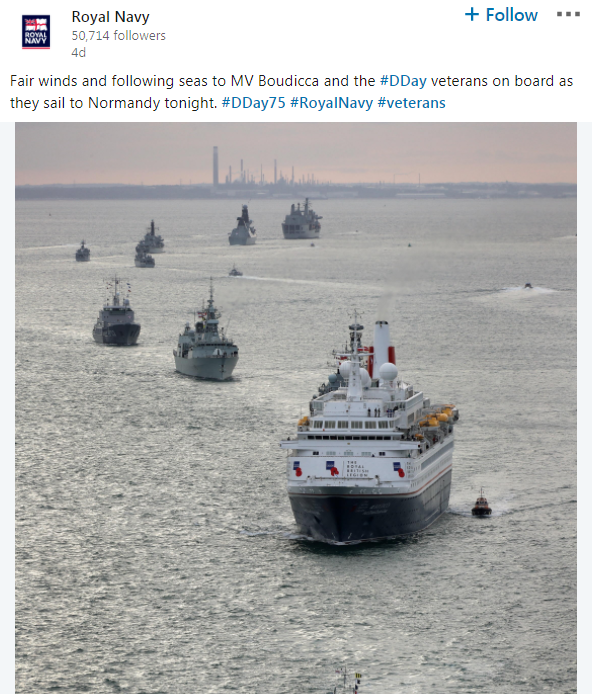 Royal Navy
50,714 followers
4d
+ Follow
ROYAL
NAVY
Fair winds and following seas to MV Boudicca and the #DDay veterans on board as
they sail to Normandy tonight. #DDay75 #RoyalNavy #veterans
THE
ROYAL
BRITISH
LEGION